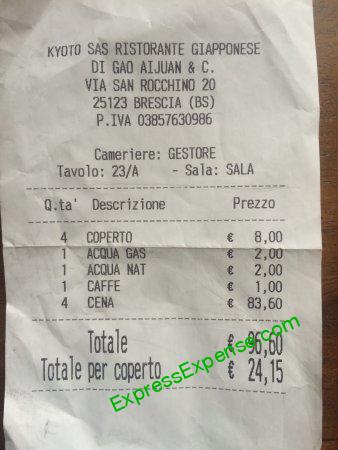 KYOTO SAS RISTORANTE GIAPPONESE
DI GAO AIJUAN & C.
VIA SAN ROCCHINO 20
25123 BRESCIA (BS)
P.IVA 03857630986
Cameriere: GESTORE
Tavolo: 23/A - Sala: SALA
Q.ta' Descrizione Prezzo
4 COPERTO € 8,00
1 ACQUA GAS € 2,00
1 ACQUA NAT € 2,00
1 CAFFE € 1,00
4 CENA € 83,60
Totale € 96,60
Totale per coperto € 24,15
ExpressExpense.com